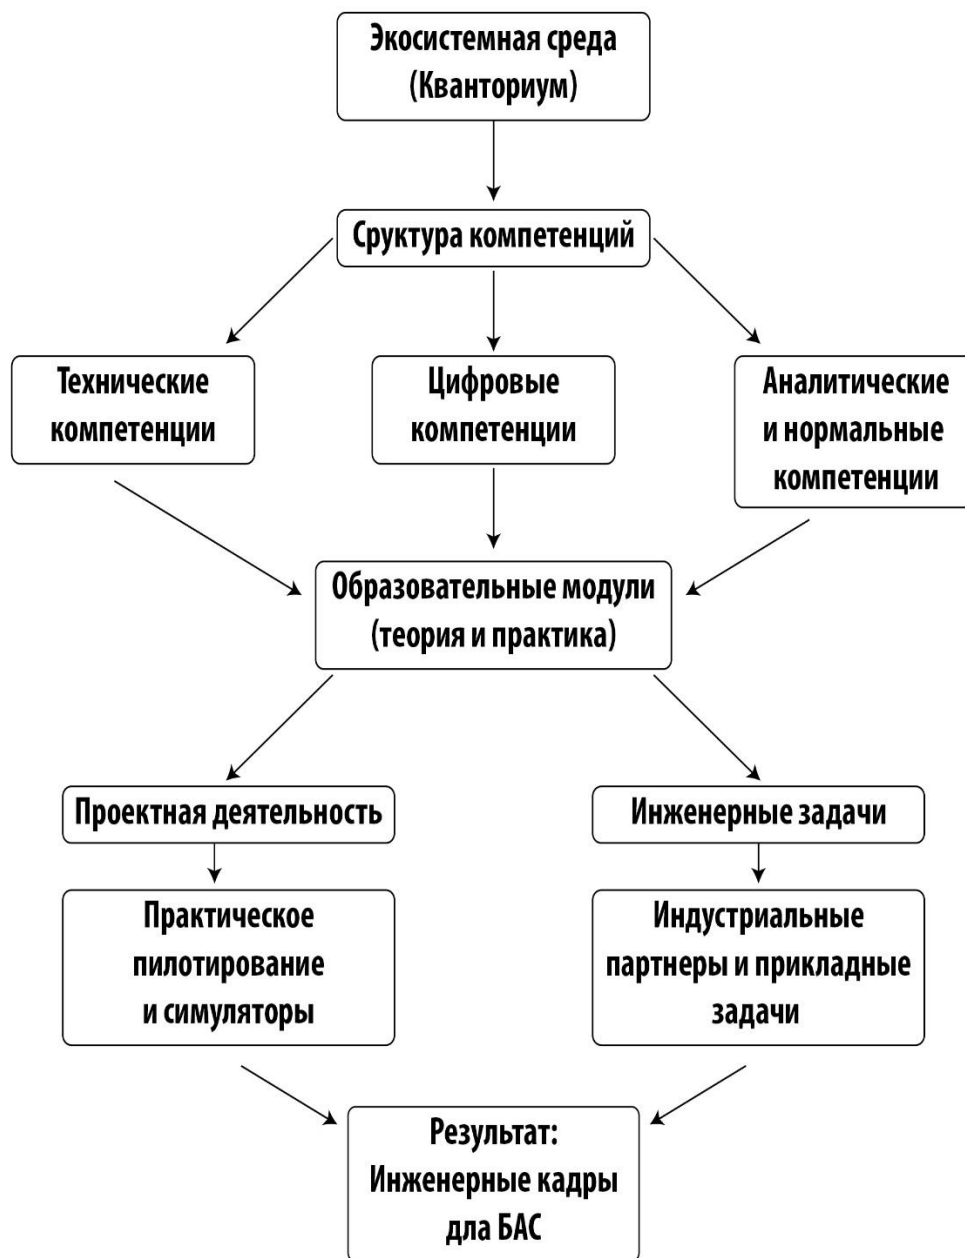 Экосистемная среда
(Кванториум)
Сруктура компетенций
Технические
компетенции
Цифровые
компетенции
Аналитические
и нормальные
компетенции
Образовательные модули
(теория и практика)
Проектная деятельность
Инженерные задачи
Практическое
пилотирование
и симуляторы
Индустриальные
партнеры и прикладные
задачи
Результат:
Инженерные кадры
дла БАС